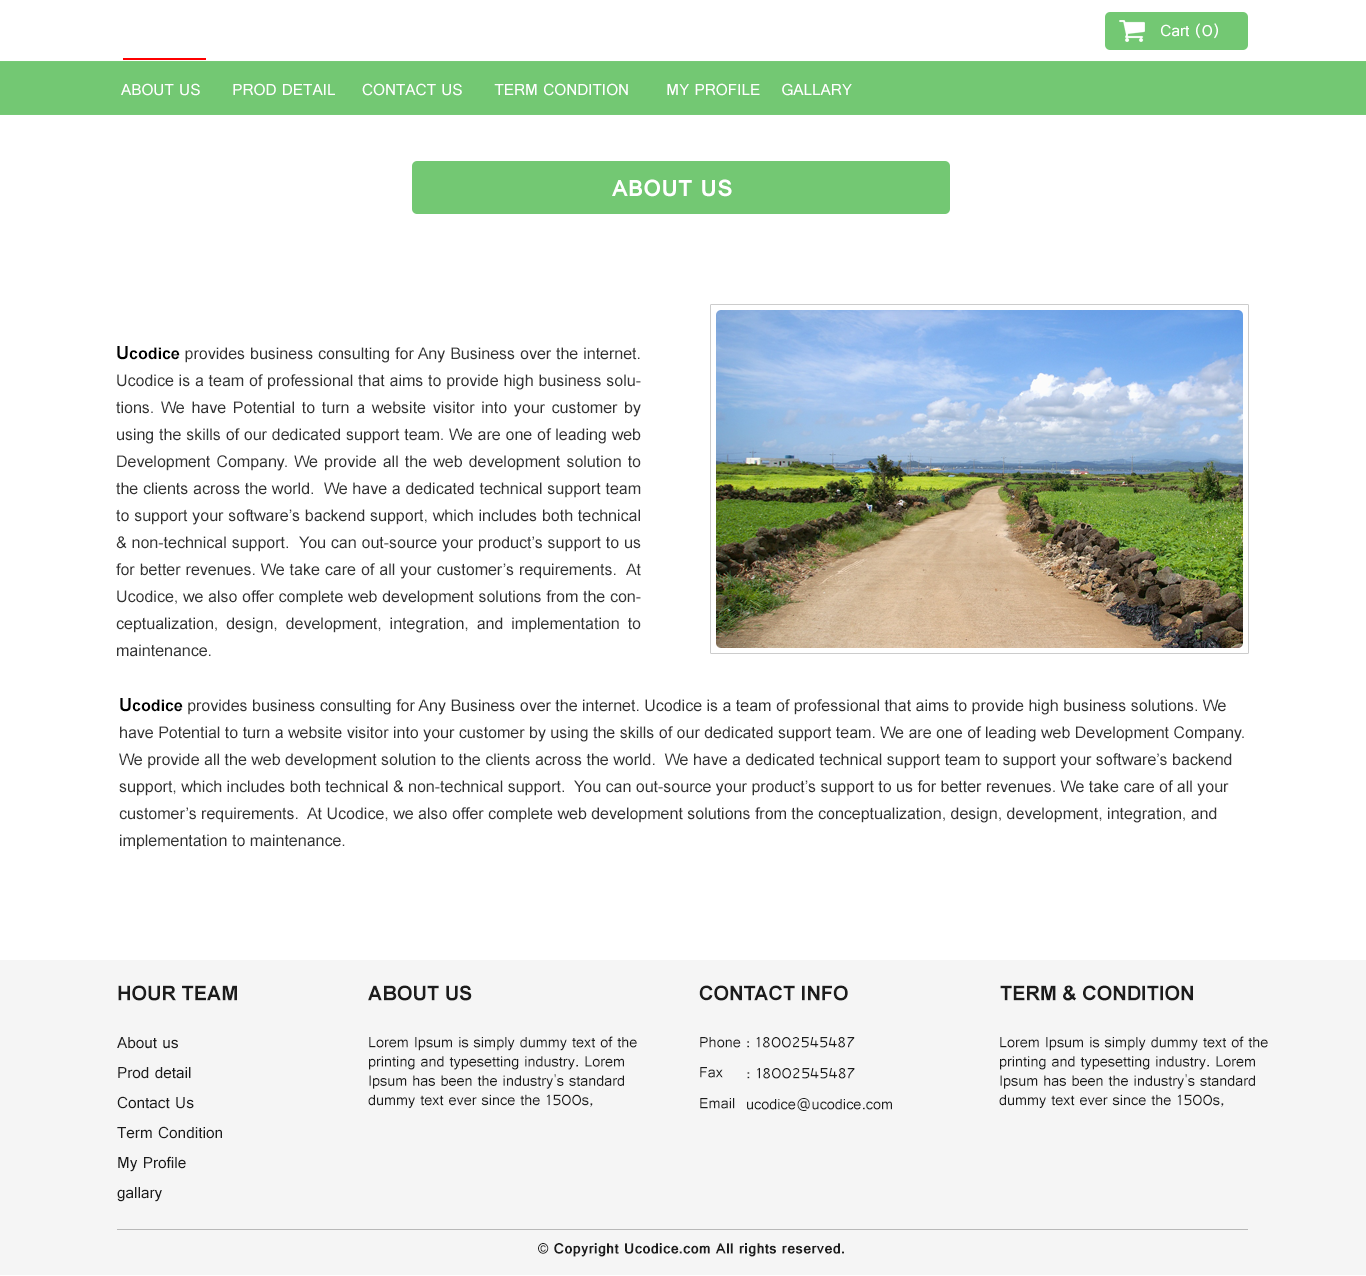 Cart (0)
ABOUT US PROD DETAIL CONTACT US TERM CONDITION MY PROFILE GALLARY
ABOUT US
Ucodice provides business consulting for Any Business over the internet.
Ucodice is a team of professional that aims to provide high business solu-
tions. We have Potential to turn a website visitor into your customer by
using the skills of our dedicated support team. We are one of leading web
Development Company. We provide all the web development solution to
the clients across the world.  We have a dedicated technical support team
to support your software’s backend support, which includes both technical
& non-technical support.  You can out-source your product’s support to us
for better revenues. We take care of all your customer’s requirements.  At
Ucodice, we also offer complete web development solutions from the con-
ceptualization, design, development, integration, and implementation to
maintenance.
Ucodice provides business consulting for Any Business over the internet. Ucodice is a team of professional that aims to provide high business solutions. We
have Potential to turn a website visitor into your customer by using the skills of our dedicated support team. We are one of leading web Development Company.
We provide all the web development solution to the clients across the world.  We have a dedicated technical support team to support your software’s backend
support, which includes both technical & non-technical support.  You can out-source your product’s support to us for better revenues. We take care of all your
customer’s requirements.  At Ucodice, we also offer complete web development solutions from the conceptualization, design, development, integration, and
implementation to maintenance.
HOUR TEAM
About us
Prod detail
Contact Us
Term Condition
My Profile
gallary
ABOUT US
Lorem Ipsum is simply dummy text of the
printing and typesetting industry. Lorem
Ipsum has been the industry's standard
dummy text ever since the 1500s,
CONTACT INFO
Phone : 18002545487
Fax : 18002545487
Email ucodice@ucodice.com
TERM & CONDITION
Lorem Ipsum is simply dummy text of the
printing and typesetting industry. Lorem
Ipsum has been the industry's standard
dummy text ever since the 1500s,
© Copyright Ucodice.com All rights reserved.